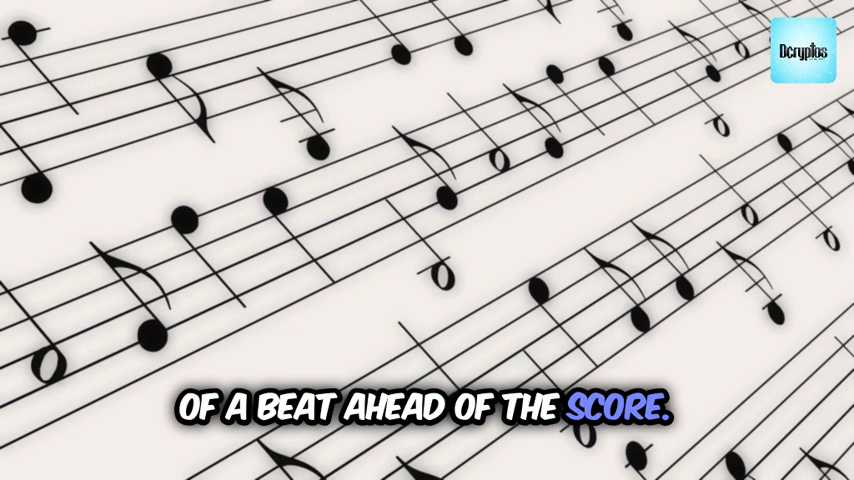 Dcryptos
OF A BEAT AHEAD OF THE SCORE.